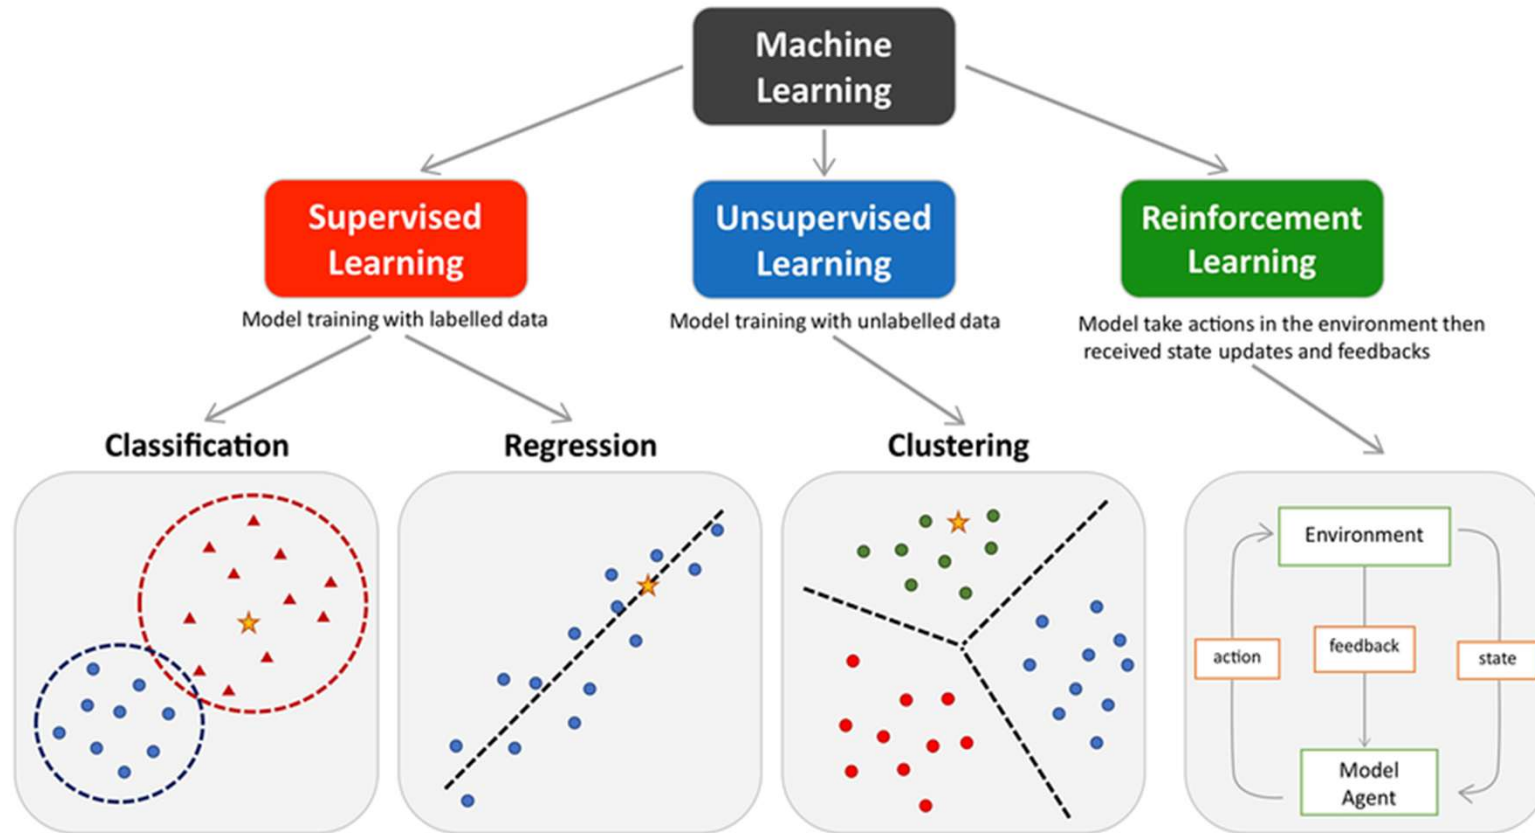 Machine
Learning
Supervised
Learning
Unsupervised
Learning
Reinforcement
Learning
Model training with labelled data
Model training with unlabelled data
Model take actions in the environment then
received state updates and feedbacks
Classification
Regression
Clustering
Environment
action
feedback
state
Model
Agent